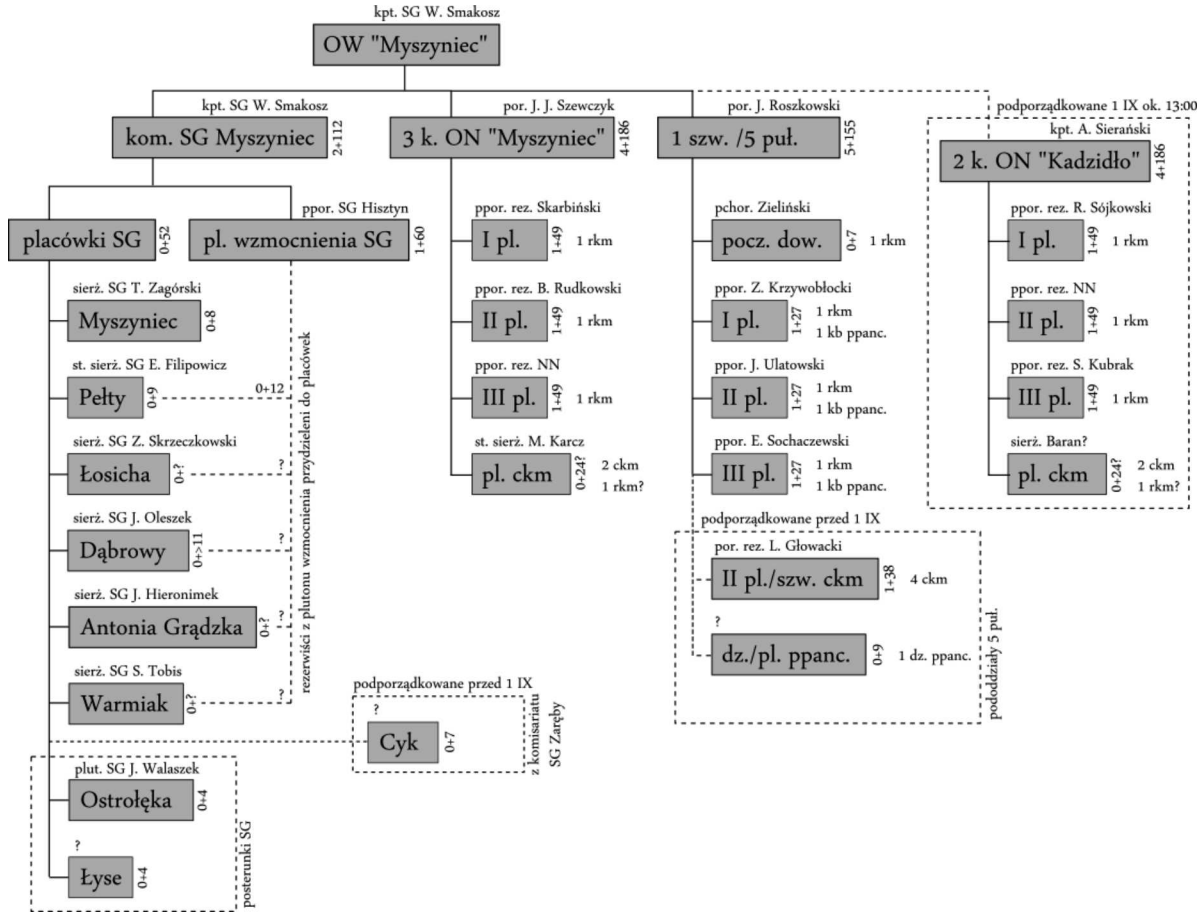 kpt. SG W. Smakosz
OW "Myszyniec"
kpt. SG W. Smakosz
kom. SG Myszyniec
2+112
por. J. J. Szewczyk
3 k. ON "Myszyniec"
4+186
por. J. Roszkowski
1 szw. /5 puł.
5+155
podporządkowane 1 IX ok. 13:00
kpt. A. Sierański
2 k. ON "Kadzidło"
4+186
placówki SG
0+52
ppor. SG Hisztyn
pl. wzmocnienia SG
1+60
sierż. SG T. Zagórski
Myszyniec
0+8
st. sierż. SG E. Filipowicz
Pełty
0+9
0+12
sierż. SG Z. Skrzeczkowski
Łosicha
0+?
?
sierż. SG J. Oleszek
Dąbrowy
0+>11
?
sierż. SG J. Hieronimek
Antonia Grądzka
0+?
?
sierż. SG S. Tobis
Warmiak
0+?
?
rezerwiści z plutonu wzmocnienia przydzieleni do placówek
podporządkowane przed 1 IX
?
Cyk
0+7
z komisariatu
SG Zaręby
plut. SG J. Walaszek
Ostrołęka
0+4
?
Łyse
0+4
posterunki SG
ppor. rez. Skarbiński
I pl.
1+49
1 rkm
ppor. rez. B. Rudkowski
II pl.
1+49
1 rkm
ppor. rez. NN
III pl.
1+49
1 rkm
st. sierż. M. Karcz
pl. ckm
0+24?
2 ckm
1 rkm?
pchor. Zieliński
pocz. dow.
0+7
1 rkm
ppor. Z. Krzywobłocki
I pl.
1+27
1 rkm
1 kb ppanc.
ppor. J. Ulatowski
II pl.
1+27
1 rkm
1 kb ppanc.
ppor. E. Sochaczewski
III pl.
1+27
1 rkm
1 kb ppanc.
podporządkowane przed 1 IX
por. rez. L. Głowacki
II pl./szw. ckm
1+38
4 ckm
?
dz./pl. ppanc.
0+9
1 dz. ppanc.
pododdziały 5 puł.
ppor. rez. R. Sójkowski
I pl.
1+49
1 rkm
ppor. rez. NN
II pl.
1+49
1 rkm
ppor. rez. S. Kubrak
III pl.
1+49
1 rkm
sierż. Baran?
pl. ckm
0+24?
2 ckm
1 rkm?